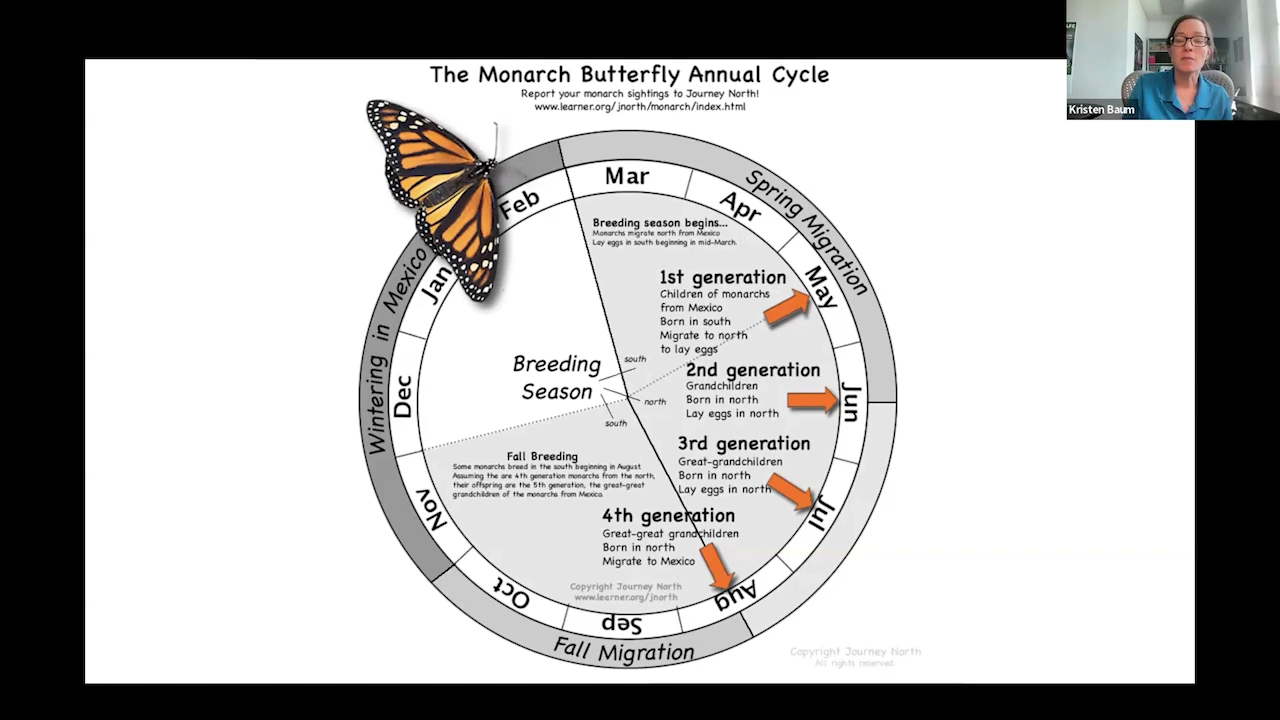 The Monarch Butterfly Annual Cycle
Report your monarch sightings to Journey North!
www.learner.org/jnorth/monarch/index.html
Kristen Baum
Mar
Apr
May
Jun
Jul
Aug
Sep
Oct
Nov
Dec
Jan
Feb
Spring Migration
Fall Migration
Wintering in Mexico
Breeding season begins...
Monarchs migrate north from Mexico
Lay eggs in south beginning in mid-March.
1st generation
Children of monarchs
from Mexico
Born in south
Migrate to north
to lay eggs
Breeding
Season
south
north
south
2nd generation
Grandchildren
Born in north
Lay eggs in north
3rd generation
Great-grandchildren
Born in north
Lay eggs in north
Fall Breeding
Some monarchs breed in the south beginning in August.
Assuming the are 4th generation monarchs from the north,
their offspring are the 5th generation, the great-great
grandchildren of the monarchs from Mexico.
4th generation
Great-great grandchildren
Born in north
Migrate to Mexico
Copyright Journey North
www.learner.org/jnorth
Copyright Journey North
All rights reserved.